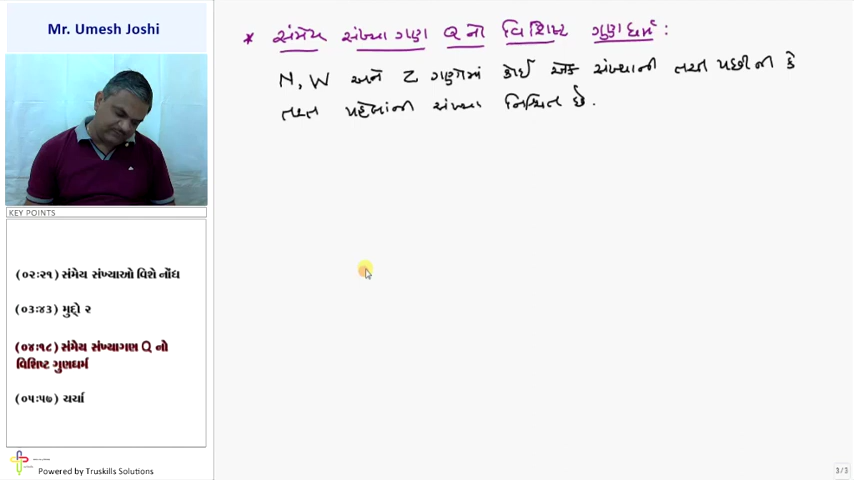 Mr. Umesh Joshi
* સંમેય સંખ્યાગણ Q નો વિશિષ્ટ ગુણધર્મ :
N, W અને Z ગણોમાં કોઈ એક સંખ્યાની તરત પછીની કે
તરત પહેલાંની સંખ્યા નિશ્ચિત છે.
KEY POINTS
(૦૨:૨૧) સંમેય સંખ્યાઓ વિશે નોંધ
(૦૩:૪૩) મુદ્દો ૨
(૦૪:૧૮) સંમેય સંખ્યાગણ Q નો
વિશિષ્ટ ગુણધર્મ
(૦૫:૫૭) ચર્ચા
Powered by Truskills Solutions
3/3